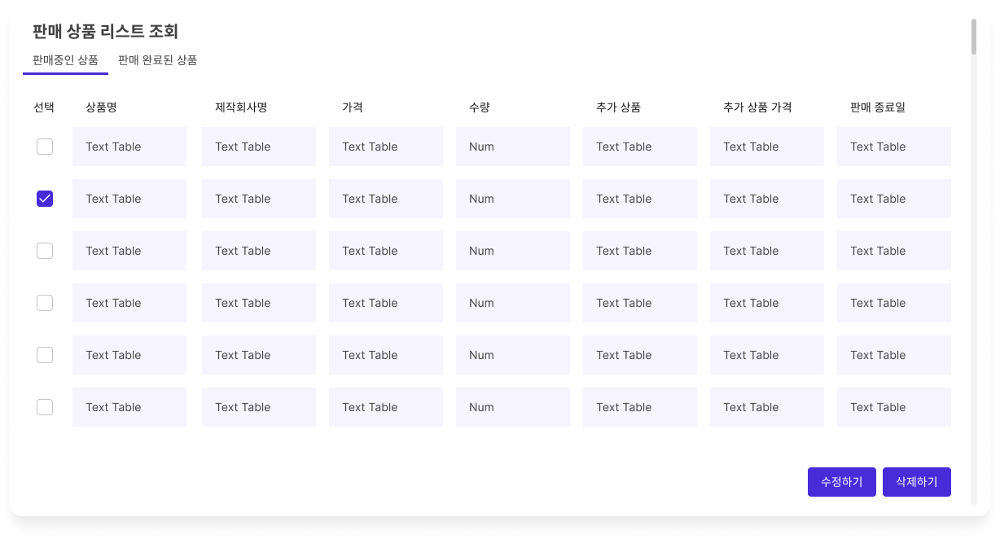 판매 상품 리스트 조회
판매중인 상품 판매 완료된 상품
선택 상품명 제작회사명 가격 수량 추가 상품 추가 상품 가격 판매 종료일
Text Table Text Table Text Table Num Text Table Text Table Text Table
Text Table Text Table Text Table Num Text Table Text Table Text Table
Text Table Text Table Text Table Num Text Table Text Table Text Table
Text Table Text Table Text Table Num Text Table Text Table Text Table
Text Table Text Table Text Table Num Text Table Text Table Text Table
Text Table Text Table Text Table Num Text Table Text Table Text Table
수정하기 삭제하기